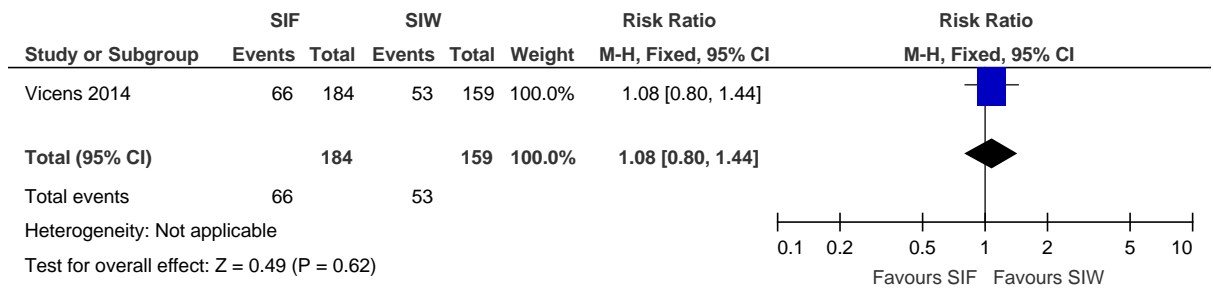 SIF SIW Risk Ratio Risk Ratio
Study or Subgroup Events Total Events Total Weight M-H, Fixed, 95% CI M-H, Fixed, 95% CI
Vicens 2014 66 184 53 159 100.0% 1.08 [0.80, 1.44]
Total (95% CI) 184 159 100.0% 1.08 [0.80, 1.44]
Total events 66 53
Heterogeneity: Not applicable
Test for overall effect: Z = 0.49 (P = 0.62)
0.1 0.2 0.5 1 2 5 10
Favours SIF Favours SIW